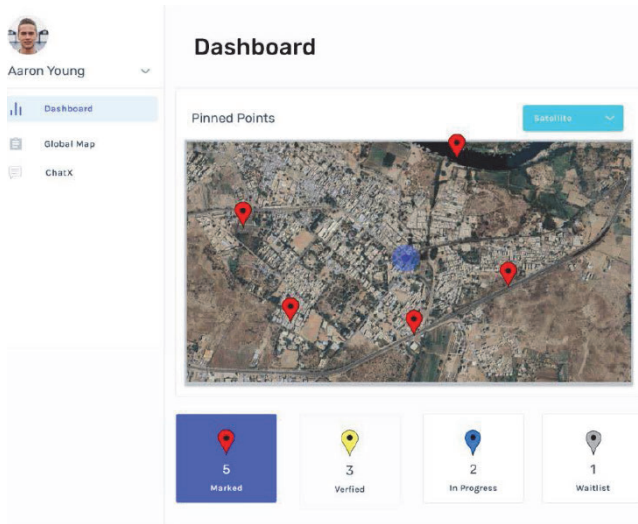 Aaron Young
Dashboard
Global Map
ChatX
Dashboard
Pinned Points
Satellite
5
Marked
3
Verfied
2
In Progress
1
Waitlist